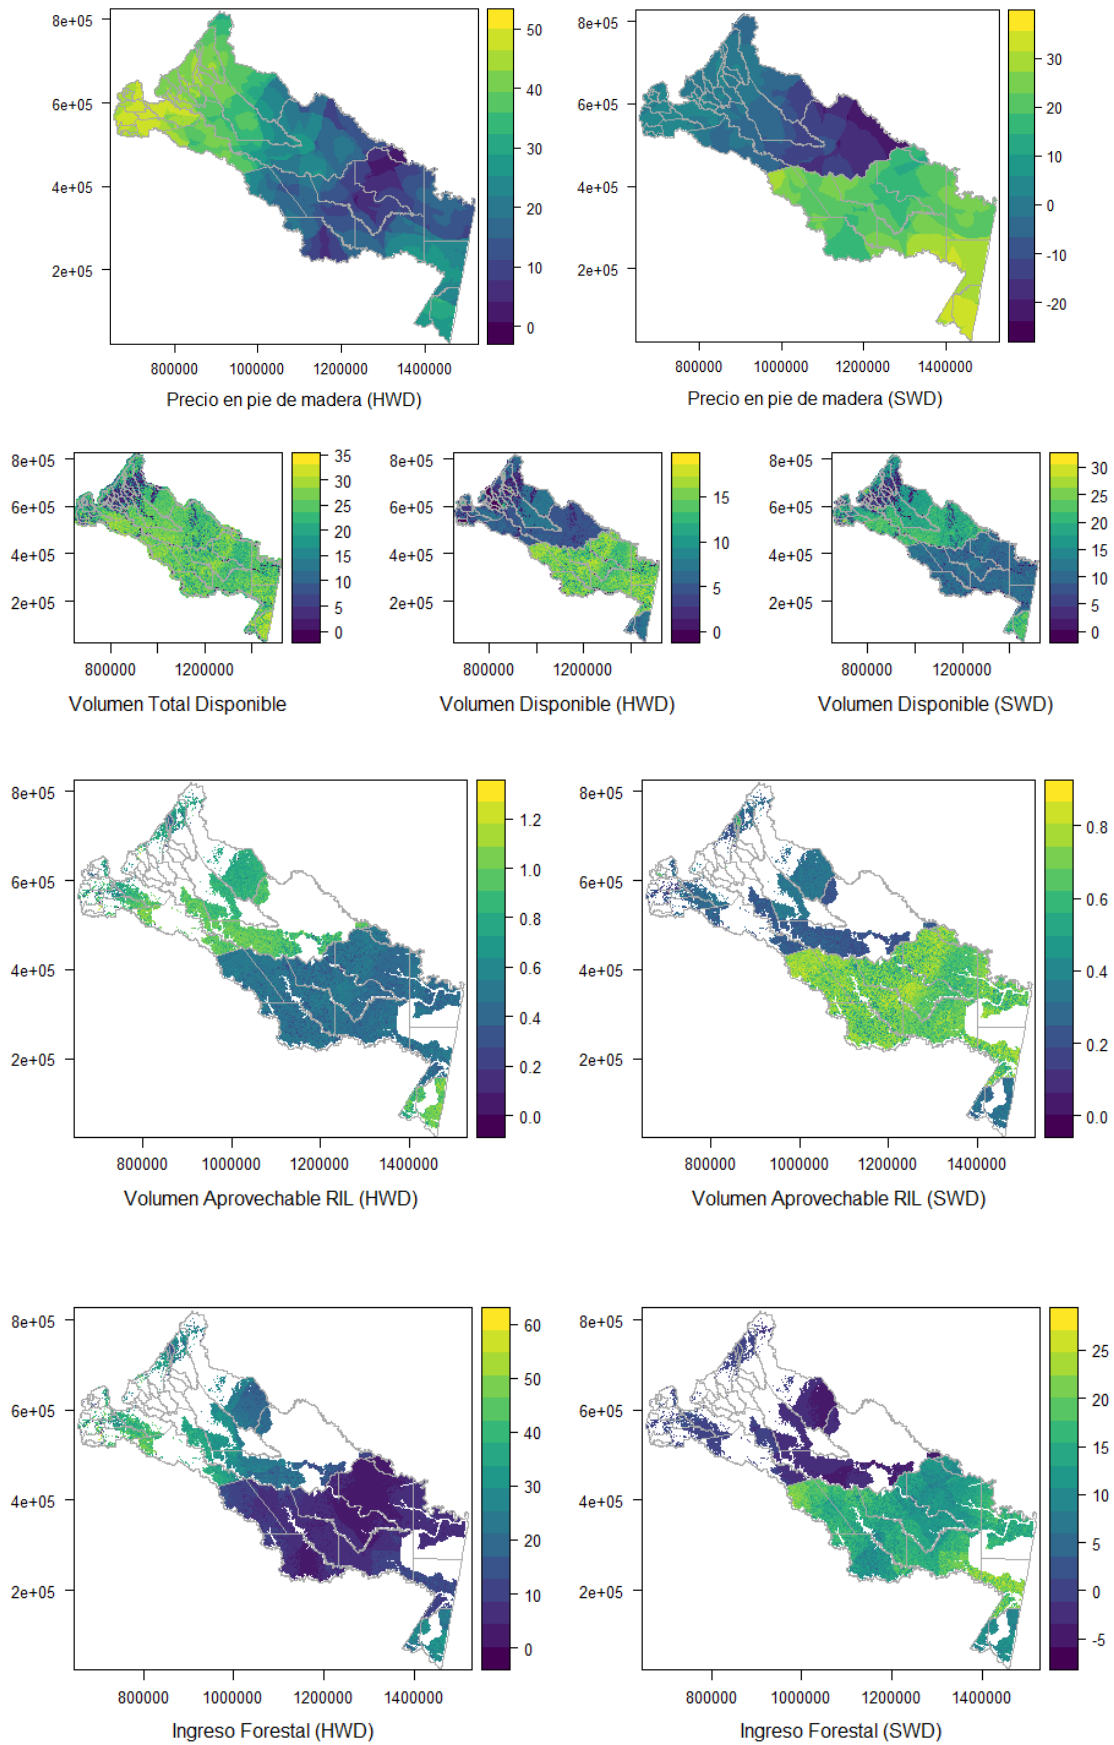 8e+05
6e+05
4e+05
2e+05
800000 1000000 1200000 1400000
50
40
30
20
10
0
Precio en pie de madera (HWD)
8e+05
6e+05
4e+05
2e+05
800000 1000000 1200000 1400000
30
20
10
0
-10
-20
Precio en pie de madera (SWD)
8e+05
6e+05
4e+05
2e+05
800000 1200000
35
30
25
20
15
10
5
0
Volumen Total Disponible
8e+05
6e+05
4e+05
2e+05
800000 1200000
15
10
5
0
Volumen Disponible (HWD)
8e+05
6e+05
4e+05
2e+05
800000 1200000
30
25
20
15
10
5
0
Volumen Disponible (SWD)
8e+05
6e+05
4e+05
2e+05
800000 1000000 1200000 1400000
1.2
1.0
0.8
0.6
0.4
0.2
0.0
Volumen Aprovechable RIL (HWD)
8e+05
6e+05
4e+05
2e+05
800000 1000000 1200000 1400000
0.8
0.6
0.4
0.2
0.0
Volumen Aprovechable RIL (SWD)
8e+05
6e+05
4e+05
2e+05
800000 1000000 1200000 1400000
60
50
40
30
20
10
0
Ingreso Forestal (HWD)
8e+05
6e+05
4e+05
2e+05
800000 1000000 1200000 1400000
25
20
15
10
5
0
-5
Ingreso Forestal (SWD)